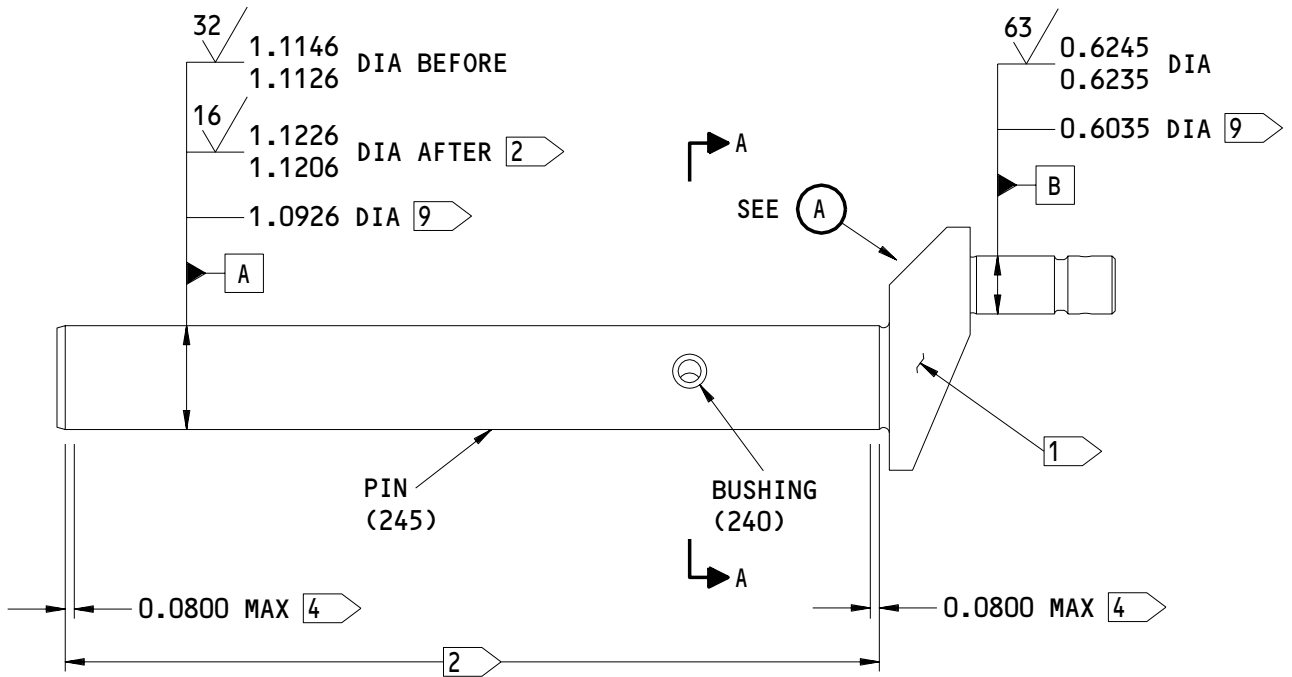 32
1.1146
1.1126
DIA BEFORE
16
1.1226
1.1206
DIA AFTER 2
1.0926 DIA 9
A
63
0.6245
0.6235
DIA
0.6035 DIA 9
B
A
SEE A
1
PIN
(245)
BUSHING
(240)
A
0.0800 MAX 4
0.0800 MAX 4
2